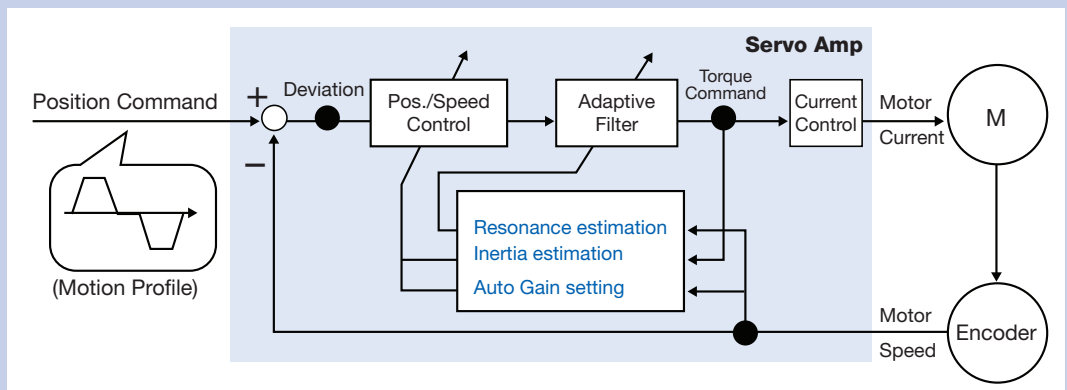 Servo Amp
Position Command
+
−
Deviation
Pos./Speed
Control
Adaptive
Filter
Torque
Command
Current
Control
Motor
Current
M
(Motion Profile)
Resonance estimation
Inertia estimation
Auto Gain setting
Motor
Speed
Encoder